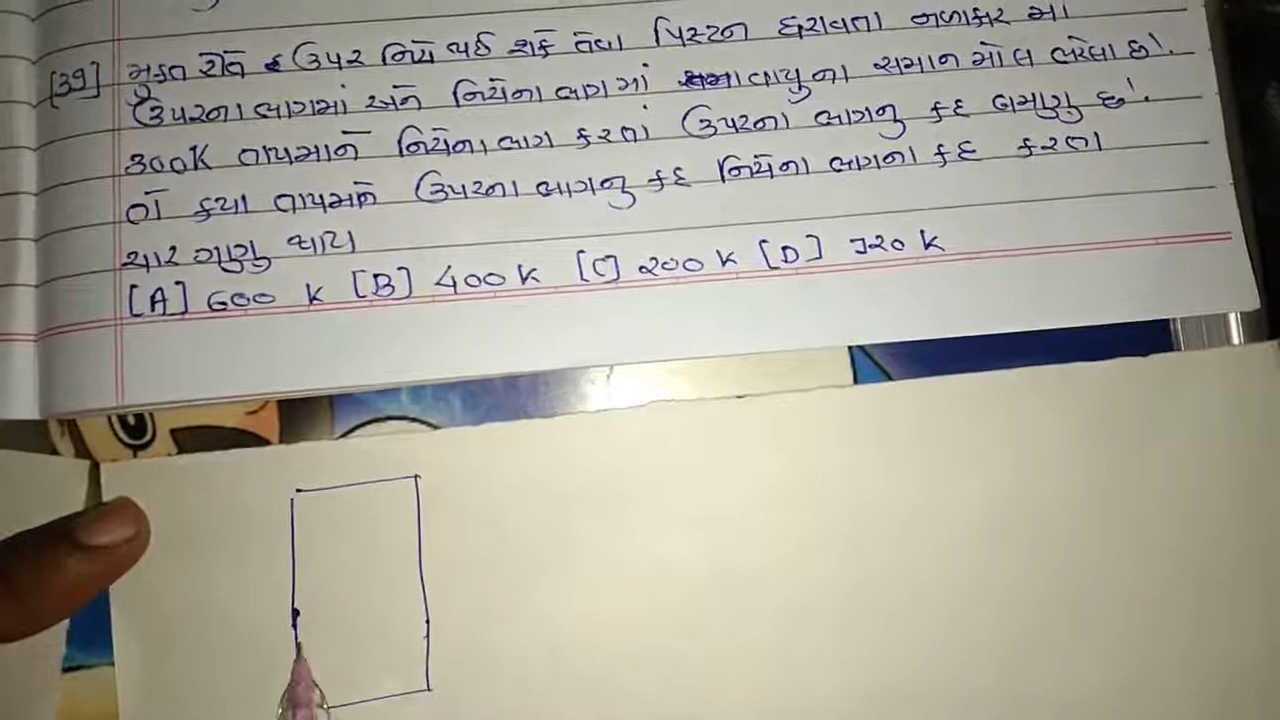 [39] મુક્ત રીતે ઉપર નિચે થઈ શકે તેવા પિસ્ટન ધરાવતા નળાકાર માં
ઉપરના ભાગમાં અને નિચેના ભાગ માં વાયુના સમાન મોલ ભરેલા છે.
300K તાપમાને નિચેના ભાગ કરતાં ઉપરનાં ભાગનુ કદ બમણુ છે.
તો કયા તાપમાને ઉપરના ભાગનુ કદ નિચેના ભાગના કદ કરતા
ચાર ગણુ થાય
[A] 600 K [B] 400 K [C] 200 K [D] 720 K